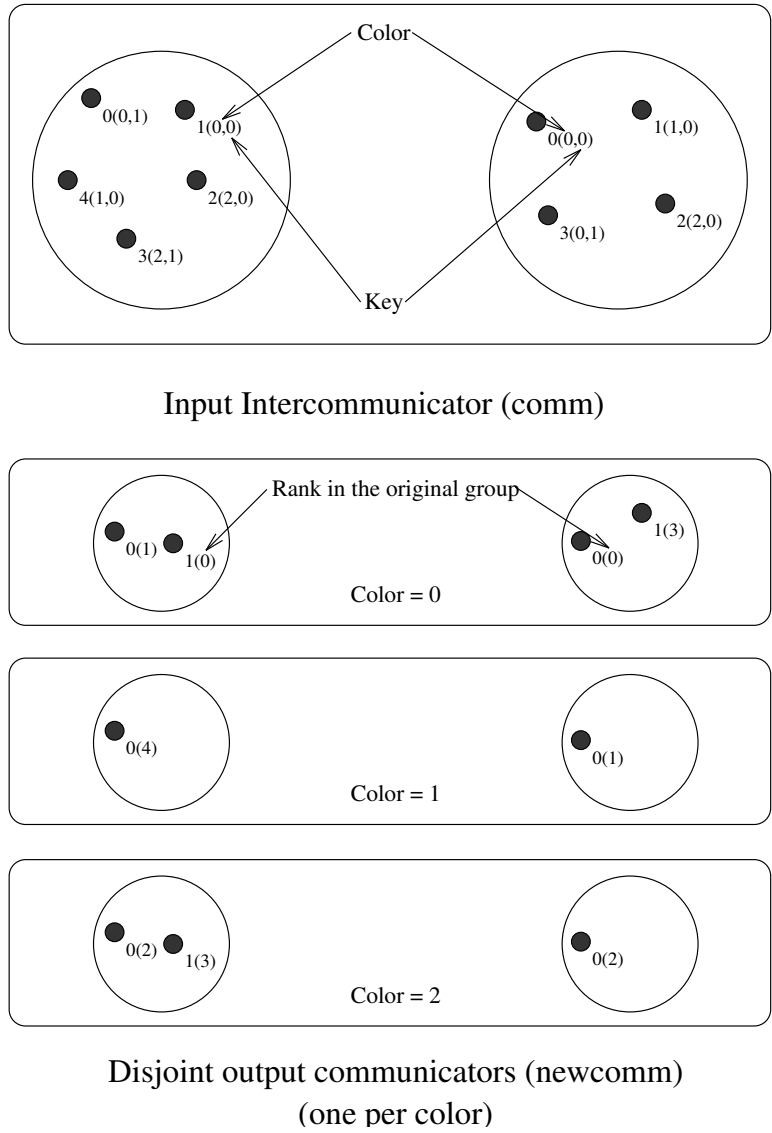 Color
0(0,1)
1(0,0)
4(1,0)
2(2,0)
3(2,1)
0(0,0)
1(1,0)
3(0,1)
2(2,0)
Key
Input Intercommunicator (comm)
Rank in the original group
0(1)
1(0)
0(0)
1(3)
Color = 0
0(4)
0(1)
Color = 1
0(2)
1(3)
0(2)
Color = 2
Disjoint output communicators (newcomm)
(one per color)